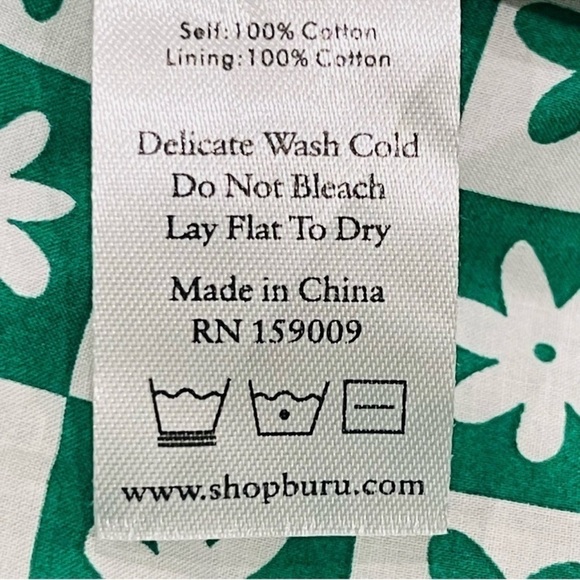 Self:100% Cotton
Lining:100% Cotton
Delicate Wash Cold
Do Not Bleach
Lay Flat To Dry
Made in China
RN 159009
www.shopburu.com